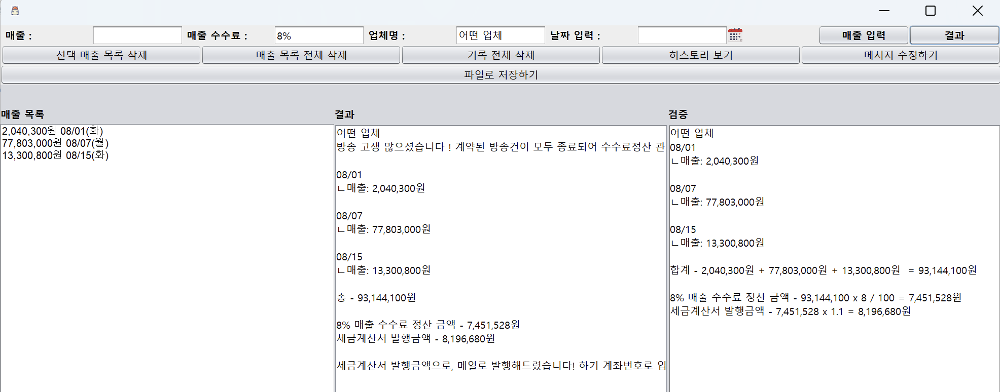 매출 : 매출 수수료 : 8% 업체명 : 어떤 업체 날짜 입력 : 매출 입력 결과
선택 매출 목록 삭제 매출 목록 전체 삭제 기록 전체 삭제 히스토리 보기 메시지 수정하기
파일로 저장하기
매출 목록
2,040,300원 08/01(화)
77,803,000원 08/07(월)
13,300,800원 08/15(화)
결과
어떤 업체
방송 고생 많으셨습니다 ! 계약된 방송건이 모두 종료되어 수수료정산 관
08/01
ㄴ매출: 2,040,300원
08/07
ㄴ매출: 77,803,000원
08/15
ㄴ매출: 13,300,800원
총 - 93,144,100원
8% 매출 수수료 정산 금액 - 7,451,528원
세금계산서 발행금액 - 8,196,680원
세금계산서 발행금액으로, 메일로 발행해드렸습니다! 하기 계좌번호로 입
검증
어떤 업체
08/01
ㄴ매출: 2,040,300원
08/07
ㄴ매출: 77,803,000원
08/15
ㄴ매출: 13,300,800원
합계 - 2,040,300원 + 77,803,000원 + 13,300,800원  = 93,144,100원
8% 매출 수수료 정산 금액 - 93,144,100 x 8 / 100 = 7,451,528원
세금계산서 발행금액 - 7,451,528 x 1.1 = 8,196,680원